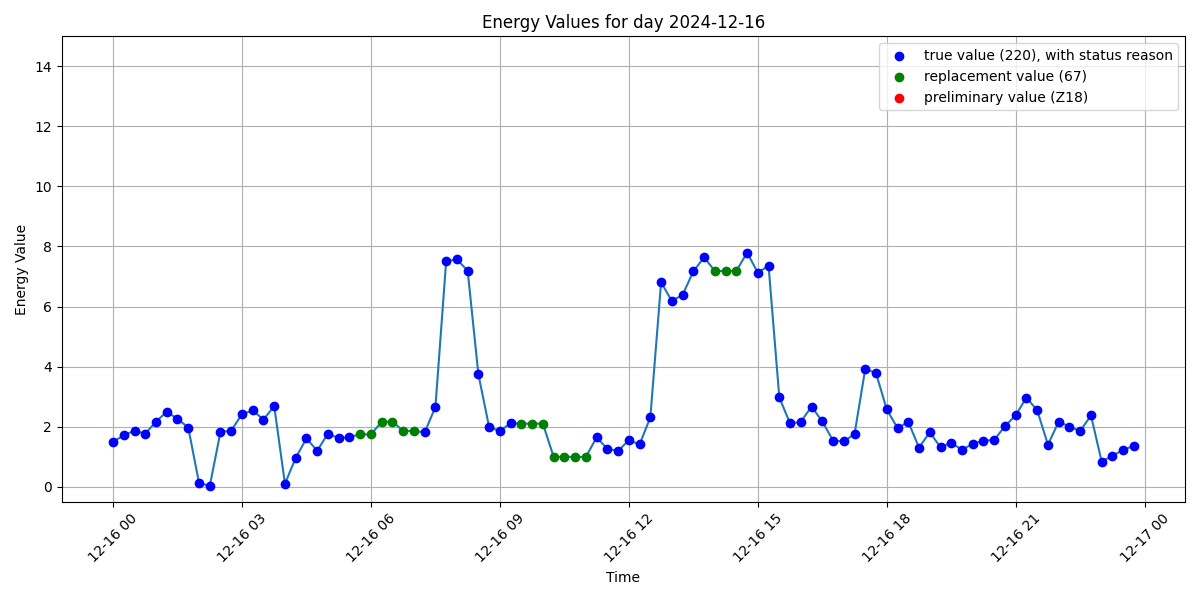 Energy Values for day 2024-12-16
true value (220), with status reason
replacement value (67)
preliminary value (Z18)
Energy Value
14
12
10
8
6
4
2
0
12-16 00
12-16 03
12-16 06
12-16 09
12-16 12
12-16 15
12-16 18
12-16 21
12-17 00
Time